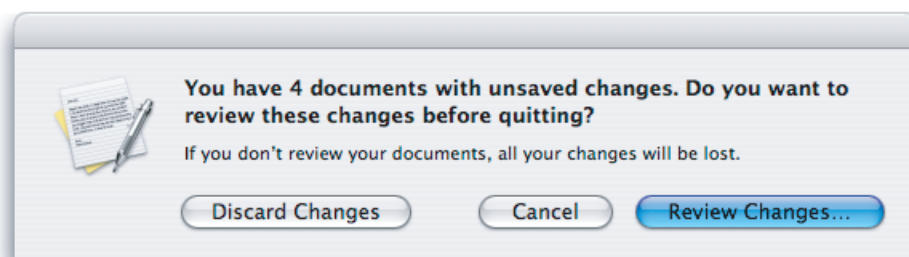 You have 4 documents with unsaved changes. Do you want to
review these changes before quitting?
If you don't review your documents, all your changes will be lost.
Discard Changes
Cancel
Review Changes...